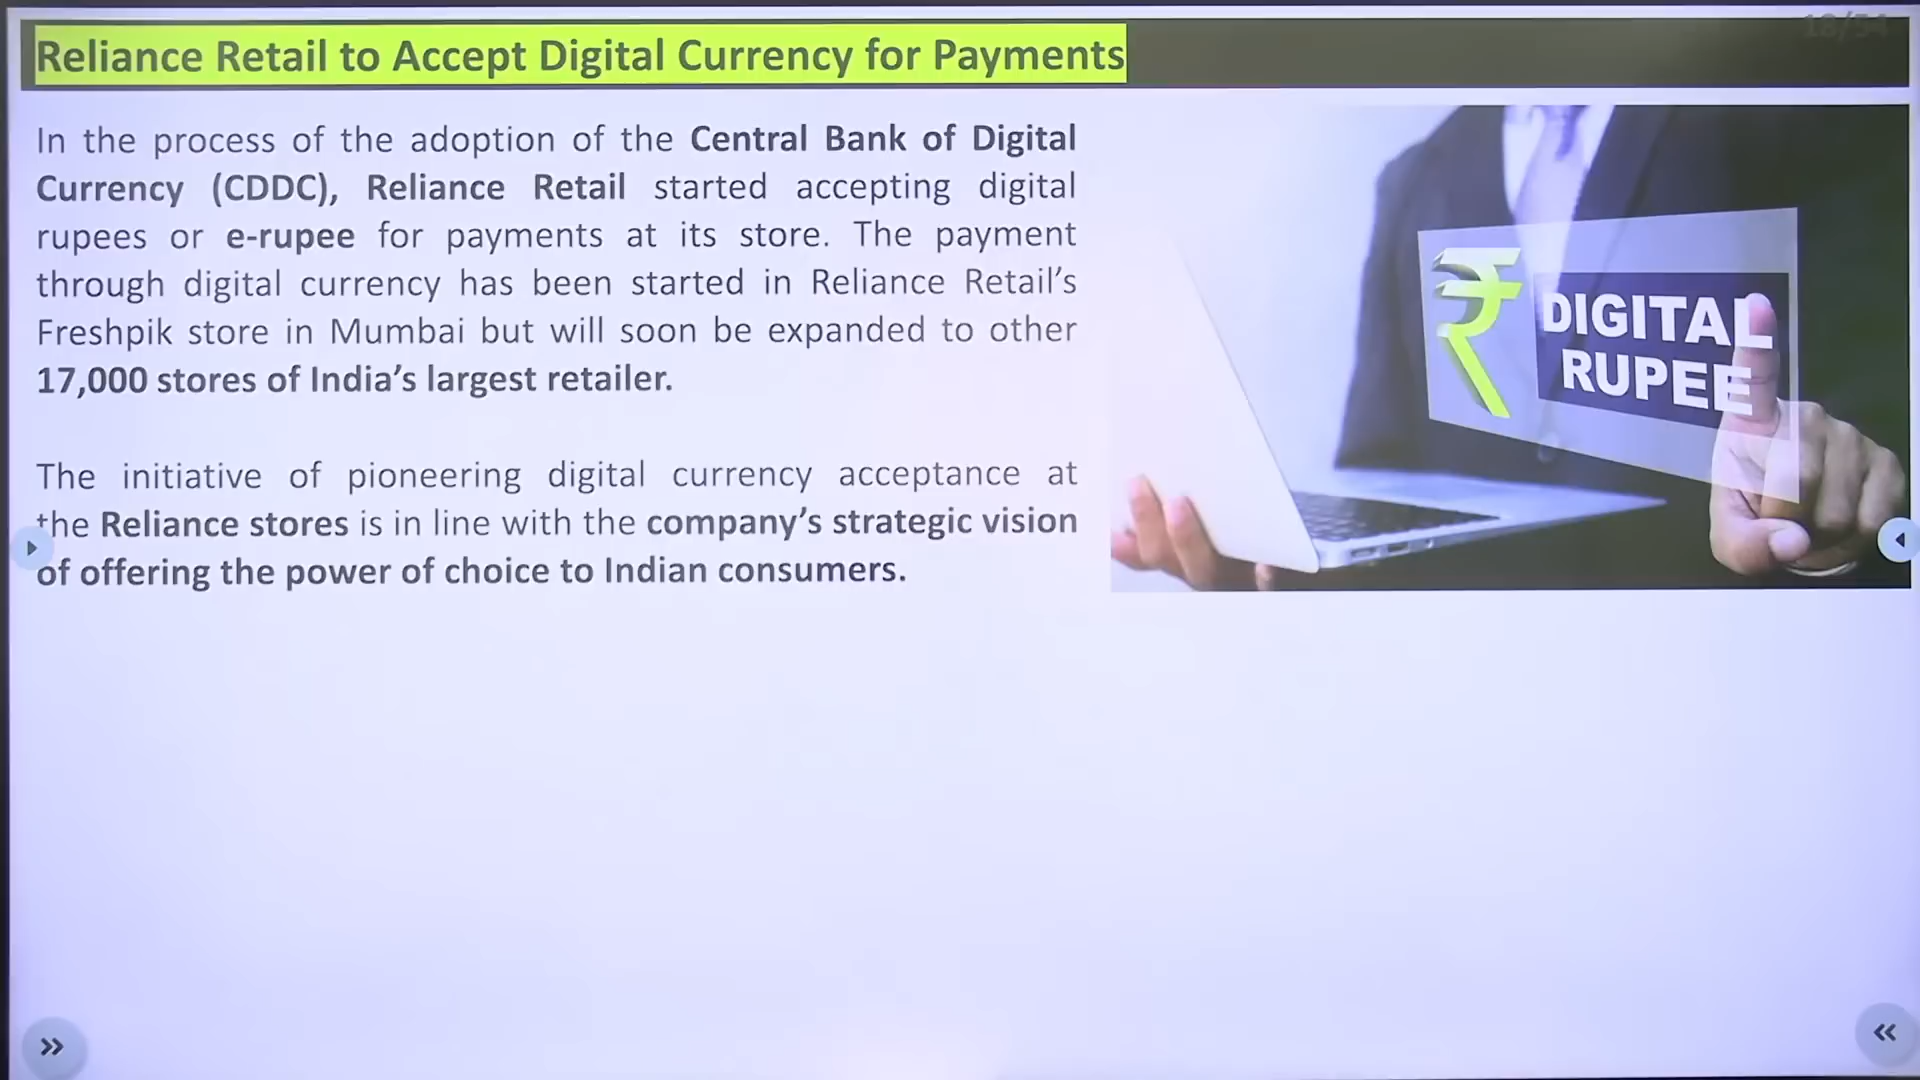 Reliance Retail to Accept Digital Currency for Payments
In the process of the adoption of the Central Bank of Digital
Currency (CDDC), Reliance Retail started accepting digital
rupees or e-rupee for payments at its store. The payment
through digital currency has been started in Reliance Retail’s
Freshpik store in Mumbai but will soon be expanded to other
17,000 stores of India’s largest retailer.
The initiative of pioneering digital currency acceptance at
the Reliance stores is in line with the company’s strategic vision
of offering the power of choice to Indian consumers.
₹ DIGITAL
RUPEE